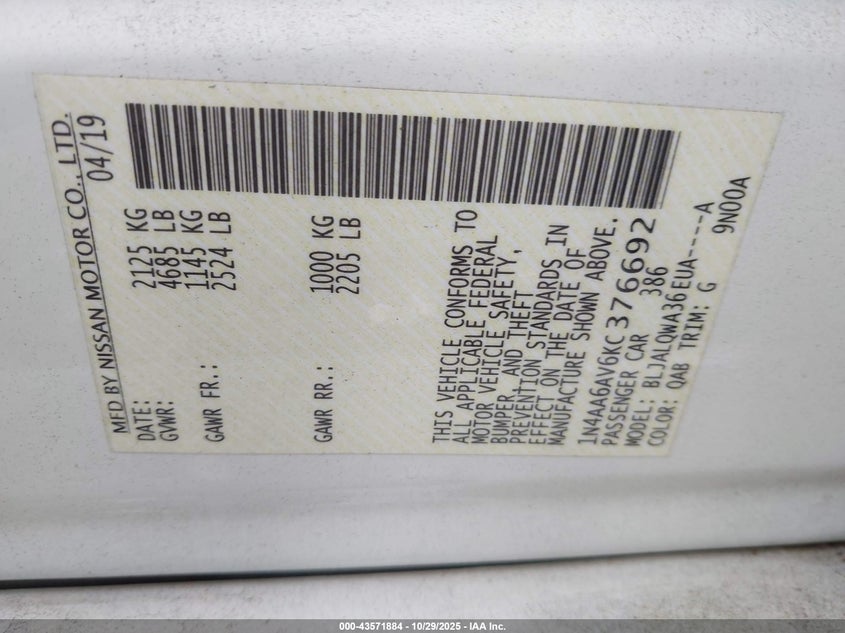 MFD BY NISSAN MOTOR CO., LTD.
DATE: 04/19
GVWR: 2125 KG
4685 LB
GAWR FR.: 1145 KG
2524 LB
GAWR RR.: 1000 KG
2205 LB
THIS VEHICLE CONFORMS TO
ALL APPLICABLE FEDERAL
MOTOR VEHICLE SAFETY,
BUMPER, AND THEFT
PREVENTION STANDARDS IN
EFFECT ON THE DATE OF
MANUFACTURE SHOWN ABOVE.
1N4AA6AV6KC376692
PASSENGER CAR 386
MODEL: BLJALQWA36EUA----A
COLOR: QAB TRIM: G 9N00A
000-43571884 / 10/29/2025 - IAA Inc.